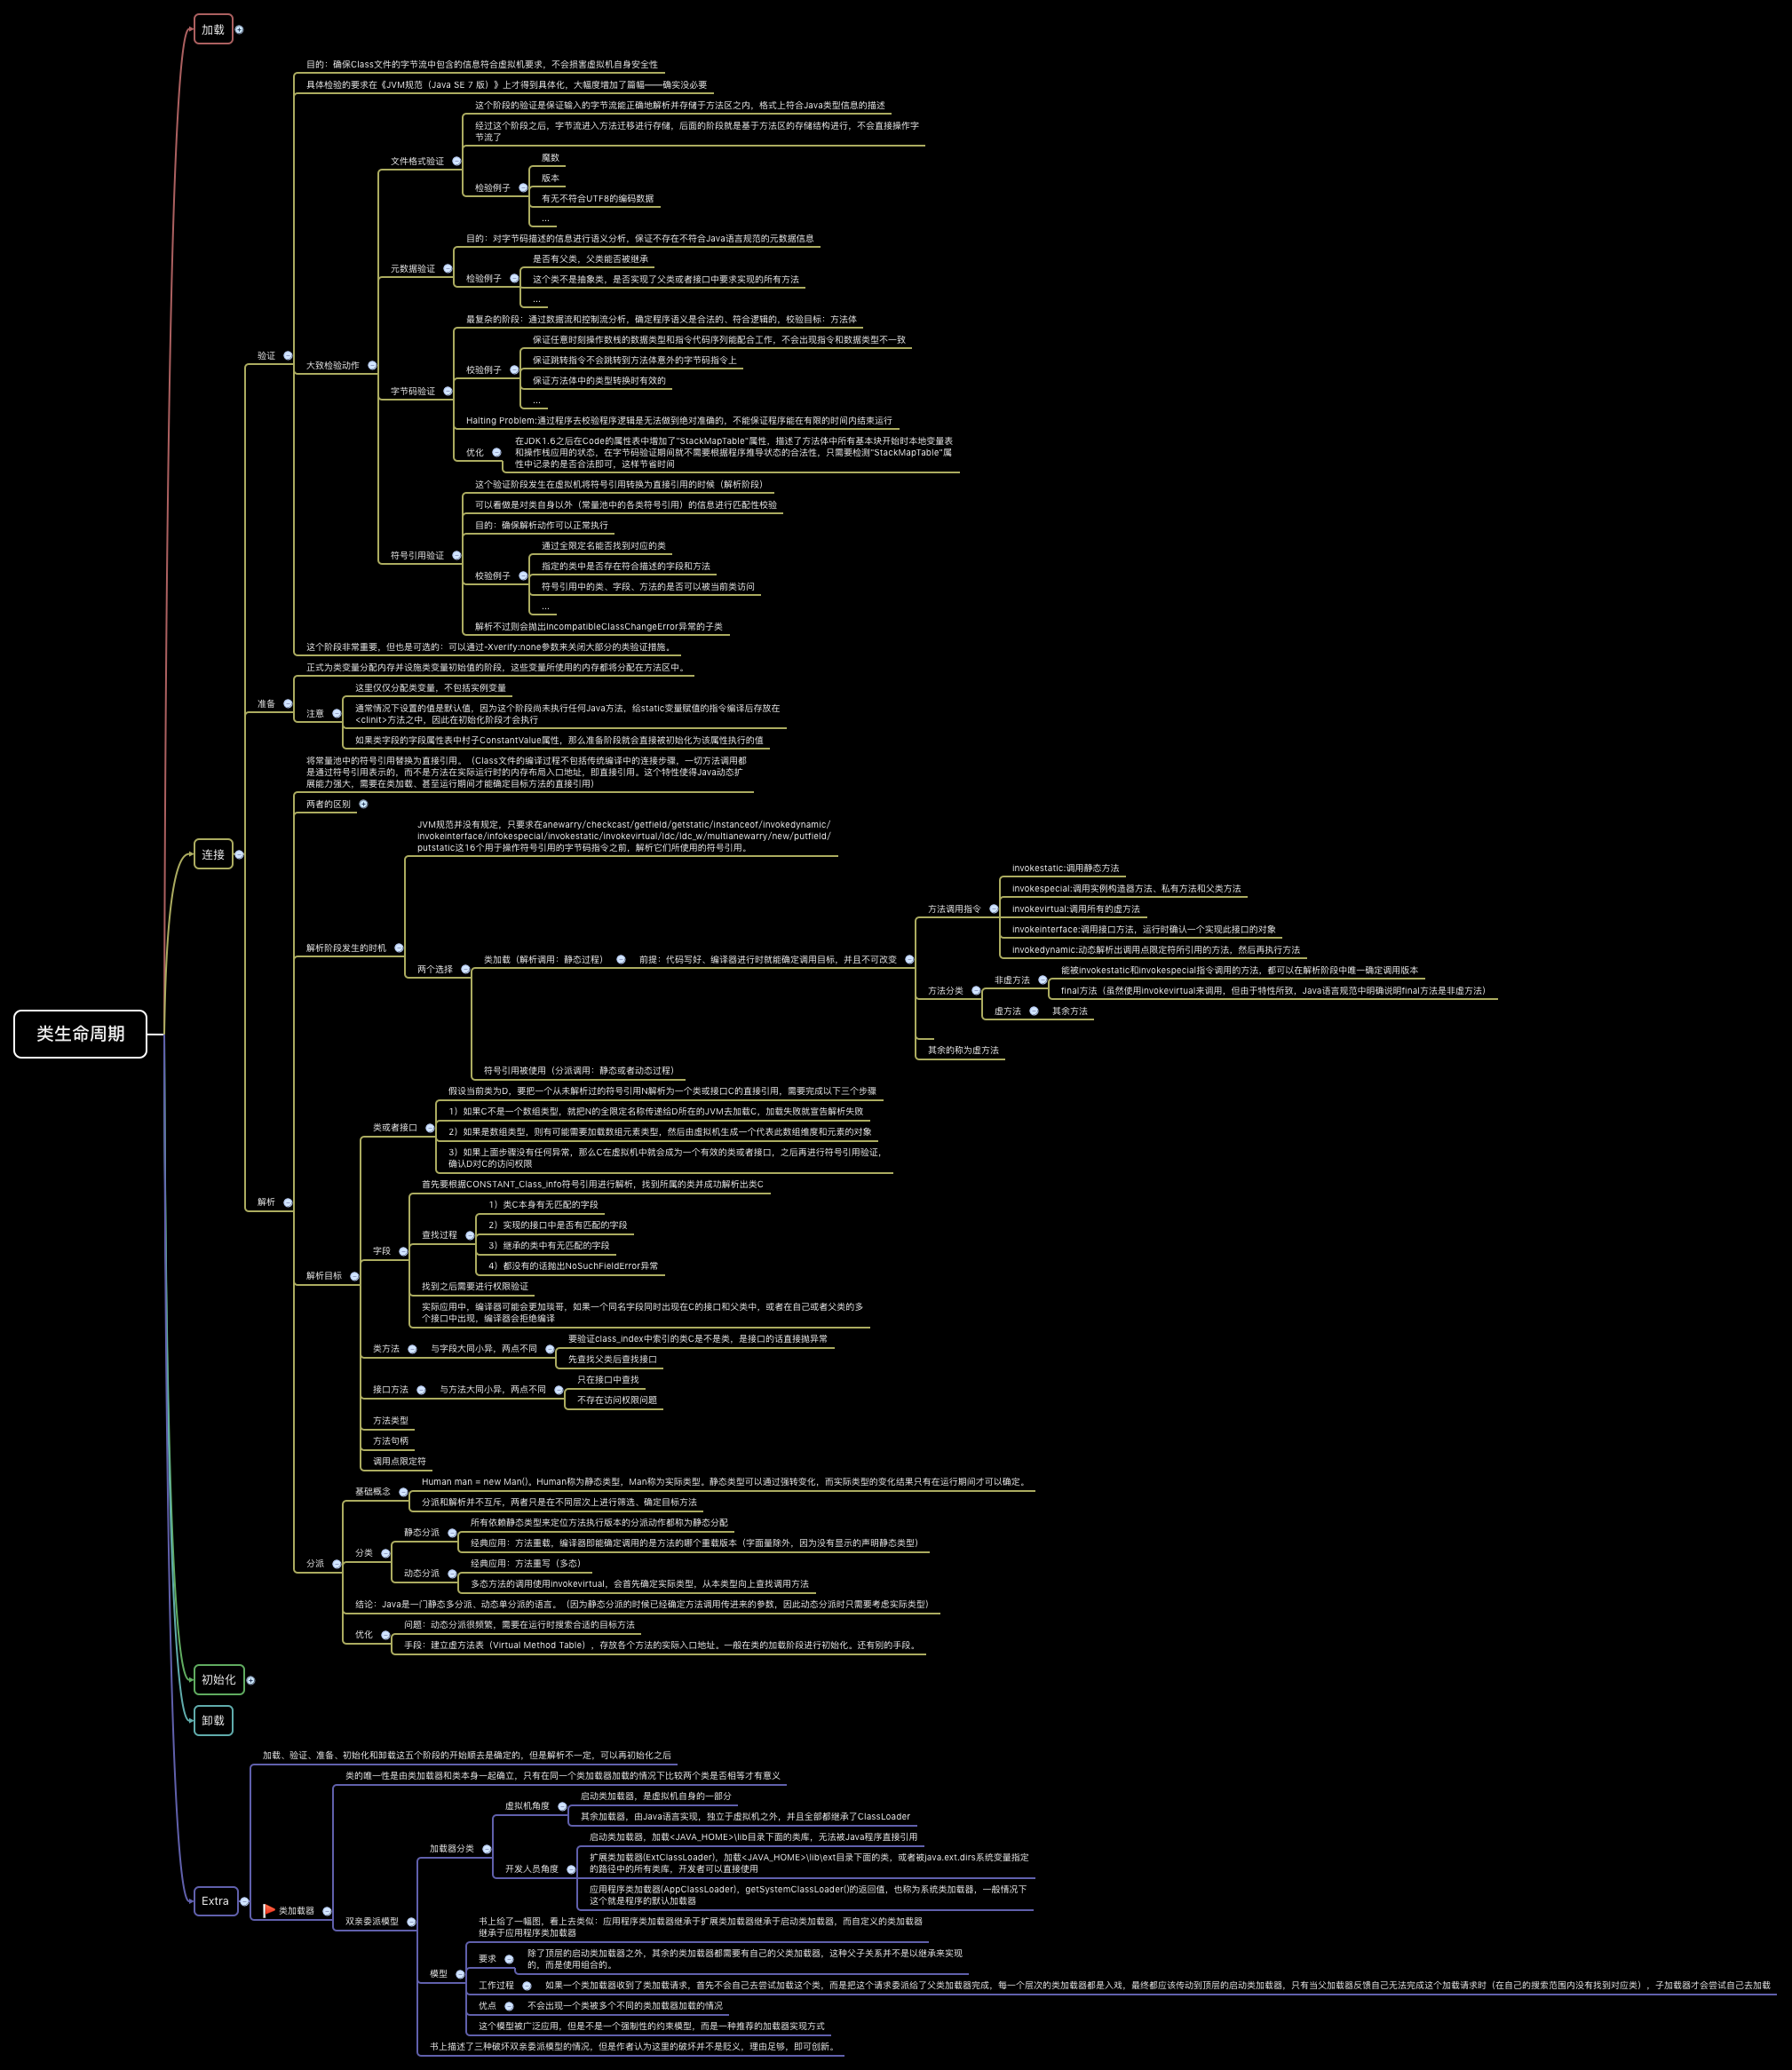 加载
目的：确保Class文件的字节流中包含的信息符合虚拟机要求，不会损害虚拟机自身安全性
具体检验的要求在《JVM规范（Java SE 7 版）》上才得到具体化，大幅度增加了篇幅——确实没必要
这个阶段的验证是保证输入的字节流能正确地解析并存储于方法区之内，格式上符合Java类型信息的描述
经过这个阶段之后，字节流进入方法迁移进行存储，后面的阶段就是基于方法区的存储结构进行，不会直接操作字
节流了
文件格式验证
魔数
版本
检验例子
有无不符合UTF8的编码数据
...
目的：对字节码描述的信息进行语义分析，保证不存在不符合Java语言规范的元数据信息
元数据验证
是否有父类，父类能否被继承
检验例子
这个类不是抽象类，是否实现了父类或者接口中要求实现的所有方法
...
最复杂的阶段：通过数据流和控制流分析，确定程序语义是合法的、符合逻辑的，校验目标：方法体
保证任意时刻操作数栈的数据类型和指令代码序列能配合工作，不会出现指令和数据类型不一致
验证
保证跳转指令不会跳转到方法体意外的字节码指令上
大致检验动作
校验例子
保证方法体中的类型转换时有效的
字节码验证
...
Halting Problem:通过程序去校验程序逻辑是无法做到绝对准确的，不能保证程序能在有限的时间内结束运行
在JDK1.6之后在Code的属性表中增加了"StackMapTable"属性，描述了方法体中所有基本块开始时本地变量表
优化
和操作栈应用的状态，在字节码验证期间就不需要根据程序推导状态的合法性，只需要检测"StackMapTable"属
性中记录的是否合法即可，这样节省时间
这个验证阶段发生在虚拟机将符号引用转换为直接引用的时候（解析阶段）
可以看做是对类自身以外（常量池中的各类符号引用）的信息进行匹配性校验
目的：确保解析动作可以正常执行
通过全限定名能否找到对应的类
符号引用验证
指定的类中是否存在符合描述的字段和方法
校验例子
符号引用中的类、字段、方法的是否可以被当前类访问
...
解析不过则会抛出IncompatibleClassChangeError异常的子类
这个阶段非常重要，但也是可选的：可以通过-Xverify:none参数来关闭大部分的类验证措施。
正式为类变量分配内存并设施类变量初始值的阶段，这些变量所使用的内存都将分配在方法区中。
这里仅仅分配类变量，不包括实例变量
准备
注意
通常情况下设置的值是默认值，因为这个阶段尚未执行任何Java方法，给static变量赋值的指令编译后存放在
<clinit>方法之中，因此在初始化阶段才会执行
如果类字段的字段属性表中村子ConstantValue属性，那么准备阶段就会直接被初始化为该属性执行的值
将常量池中的符号引用替换为直接引用。（Class文件的编译过程不包括传统编译中的连接步骤，一切方法调用都
是通过符号引用表示的，而不是方法在实际运行时的内存布局入口地址，即直接引用。这个特性使得Java动态扩
展能力强大，需要在类加载、甚至运行期间才能确定目标方法的直接引用）
两者的区别
JVM规范并没有规定，只要求在anewarry/checkcast/getfield/getstatic/instanceof/invokedynamic/
invokeinterface/infokespecial/invokestatic/invokevirtual/ldc/ldc_w/multianewarry/new/putfield/
putstatic这16个用于操作符号引用的字节码指令之前，解析它们所使用的符号引用。
连接
invokestatic:调用静态方法
invokespecial:调用实例构造器方法、私有方法和父类方法
方法调用指令
invokevirtual:调用所有的虚方法
invokeinterface:调用接口方法，运行时确认一个实现此接口的对象
解析阶段发生的时机
invokedynamic:动态解析出调用点限定符所引用的方法，然后再执行方法
两个选择
类加载（解析调用：静态过程）
前提：代码写好、编译器进行时就能确定调用目标，并且不可改变
能被invokestatic和invokespecial指令调用的方法，都可以在解析阶段中唯一确定调用版本
非虚方法
方法分类
final方法（虽然使用invokevirtual来调用，但由于特性所致，Java语言规范中明确说明final方法是非虚方法）
虚方法
其余方法
类生命周期
其余的称为虚方法
符号引用被使用（分派调用：静态或者动态过程）
假设当前类为D，要把一个从未解析过的符号引用N解析为一个类或接口C的直接引用，需要完成以下三个步骤
1）如果C不是一个数组类型，就把N的全限定名称传递给D所在的JVM去加载C，加载失败就宣告解析失败
类或者接口
2）如果是数组类型，则有可能需要加载数组元素类型，然后由虚拟机生成一个代表此数组维度和元素的对象
3）如果上面步骤没有任何异常，那么C在虚拟机中就会成为一个有效的类或者接口，之后再进行符号引用验证，
确认D对C的访问权限
首先要根据CONSTANT_Class_info符号引用进行解析，找到所属的类并成功解析出类C
解析
1）类C本身有无匹配的字段
2）实现的接口中是否有匹配的字段
查找过程
3）继承的类中有无匹配的字段
字段
4）都没有的话抛出NoSuchFieldError异常
解析目标
找到之后需要进行权限验证
实际应用中，编译器可能会更加琰哥，如果一个同名字段同时出现在C的接口和父类中，或者在自己或者父类的多
个接口中出现，编译器会拒绝编译
要验证class_index中索引的类C是不是类，是接口的话直接抛异常
类方法
与字段大同小异，两点不同
先查找父类后查找接口
只在接口中查找
接口方法
与方法大同小异，两点不同
不存在访问权限问题
方法类型
方法句柄
调用点限定符
Human man = new Man()。Human称为静态类型，Man称为实际类型。静态类型可以通过强转变化，而实际类型的变化结果只有在运行期间才可以确定。
基础概念
分派和解析并不互斥，两者只是在不同层次上进行筛选、确定目标方法
所有依赖静态类型来定位方法执行版本的分派动作都称为静态分配
静态分派
经典应用：方法重载，编译器即能确定调用的是方法的哪个重载版本（字面量除外，因为没有显示的声明静态类型）
分类
分派
经典应用：方法重写（多态）
动态分派
多态方法的调用使用invokevirtual，会首先确定实际类型，从本类型向上查找调用方法
结论：Java是一门静态多分派、动态单分派的语言。（因为静态分派的时候已经确定方法调用传进来的参数，因此动态分派时只需要考虑实际类型）
问题：动态分派很频繁，需要在运行时搜索合适的目标方法
优化
手段：建立虚方法表（Virtual Method Table），存放各个方法的实际入口地址。一般在类的加载阶段进行初始化。还有别的手段。
初始化
卸载
加载、验证、准备、初始化和卸载这五个阶段的开始顺去是确定的，但是解析不一定，可以再初始化之后
类的唯一性是由类加载器和类本身一起确立，只有在同一个类加载器加载的情况下比较两个类是否相等才有意义
启动类加载器，是虚拟机自身的一部分
虚拟机角度
其余加载器，由Java语言实现，独立于虚拟机之外，并且全部都继承了ClassLoader
启动类加载器，加载<JAVA_HOME>\lib目录下面的类库，无法被Java程序直接引用
加载器分类
扩展类加载器(ExtClassLoader)，加载<JAVA_HOME>\lib\ext目录下面的类，或者被java.ext.dirs系统变量指定
的路径中的所有类库，开发者可以直接使用
开发人员角度
应用程序类加载器(AppClassLoader)，getSystemClassLoader()的返回值，也称为系统类加载器，一般情况下
这个就是程序的默认加载器
Extra
类加载器
双亲委派模型
书上给了一幅图，看上去类似：应用程序类加载器继承于扩展类加载器继承于启动类加载器，而自定义的类加载器
继承于应用程序类加载器
要求
除了顶层的启动类加载器之外，其余的类加载器都需要有自己的父类加载器，这种父子关系并不是以继承来实现
的，而是使用组合的。
模型
工作过程
如果一个类加载器收到了类加载请求，首先不会自己去尝试加载这个类，而是把这个请求委派给了父类加载器完成，每一个层次的类加载器都是入戏，最终都应该传动到顶层的启动类加载器，只有当父加载器反馈自己无法完成这个加载请求时（在自己的搜索范围内没有找到对应类），子加载器才会尝试自己去加载
优点
不会出现一个类被多个不同的类加载器加载的情况
这个模型被广泛应用，但是不是一个强制性的约束模型，而是一种推荐的加载器实现方式
书上描述了三种破坏双亲委派模型的情况，但是作者认为这里的破坏并不是贬义，理由足够，即可创新。